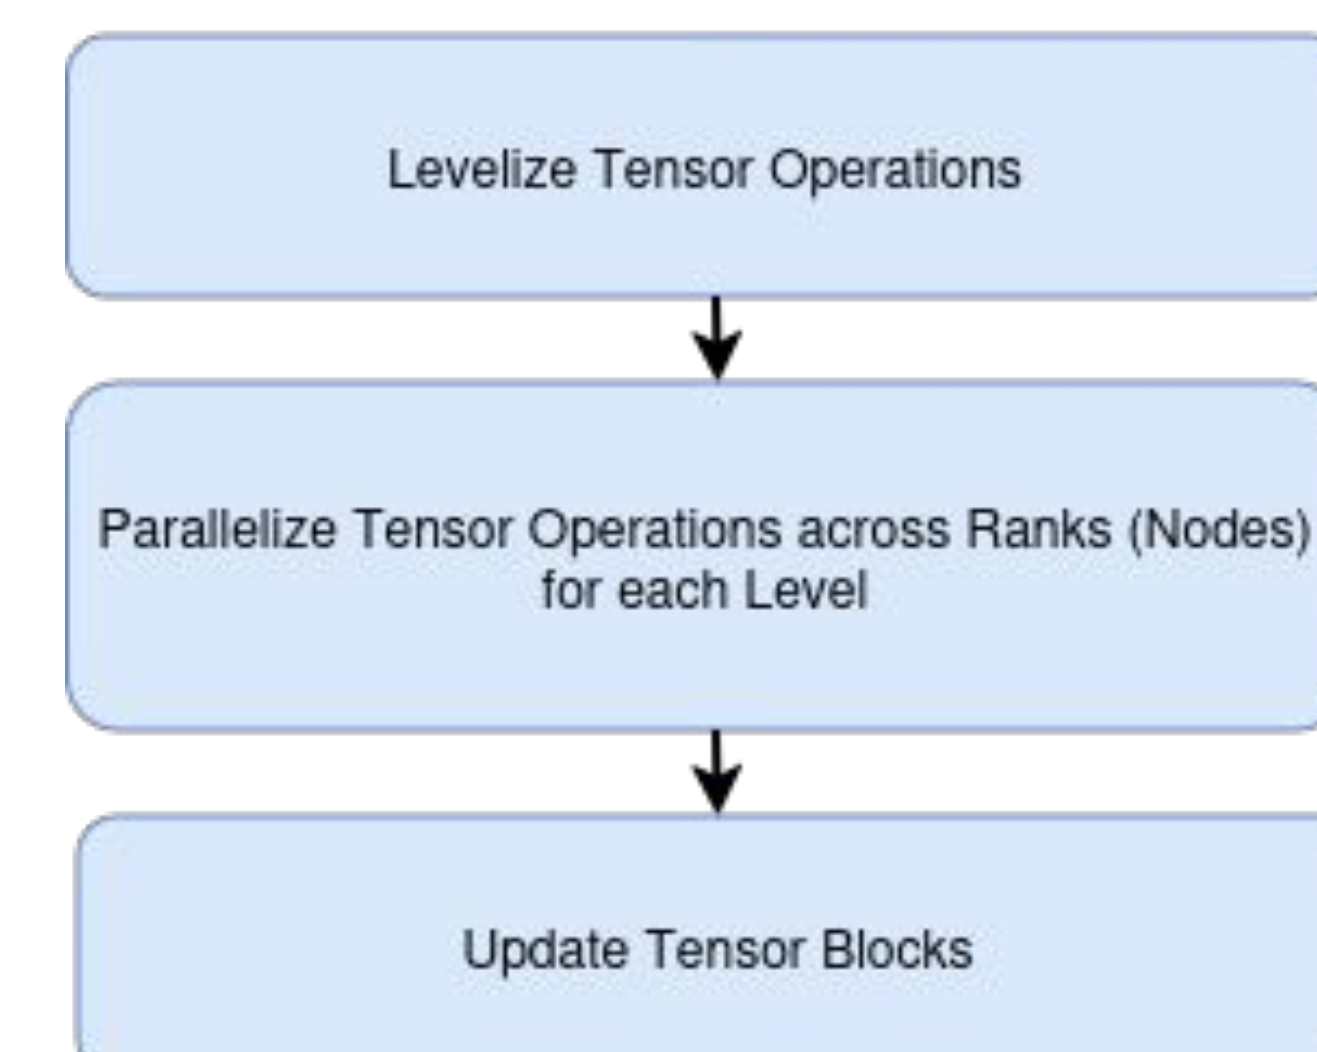 Levelize Tensor Operations
Parallelize Tensor Operations across Ranks (Nodes)
for each Level
Update Tensor Blocks